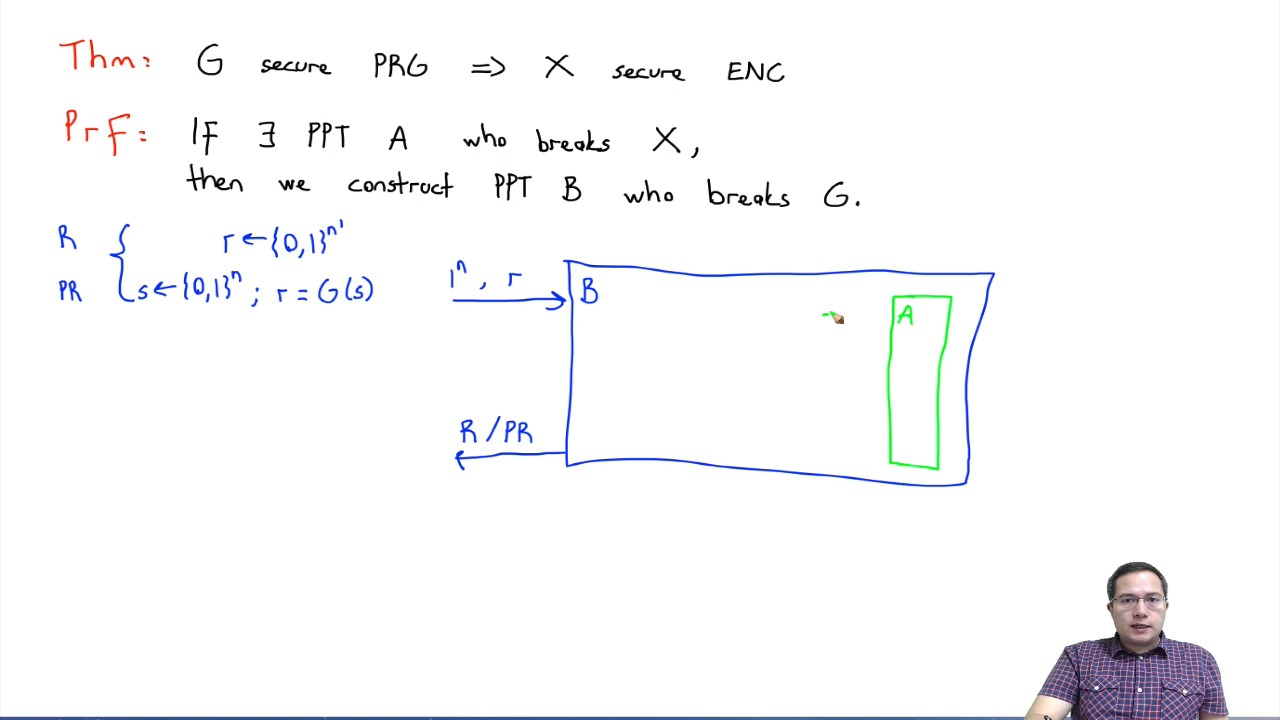 Thm: G secure PRG => X secure ENC
Prf: If ∃ PPT A who breaks X,
then we construct PPT B who breaks G.
R { r ← {0,1}^n'
PR s ← {0,1}^n ; r = G(s)
1^n, r
B
A
R / PR